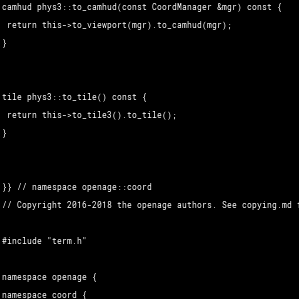 camhud phys3::to_camhud(const CoordManager &mgr) const {
return this->to_viewport(mgr).to_camhud(mgr);
}
tile phys3::to_tile() const {
return this->to_tile3().to_tile();
}
}} // namespace openage::coord
// Copyright 2016-2018 the openage authors. See copying.md
#include "term.h"
namespace openage {
namespace coord {